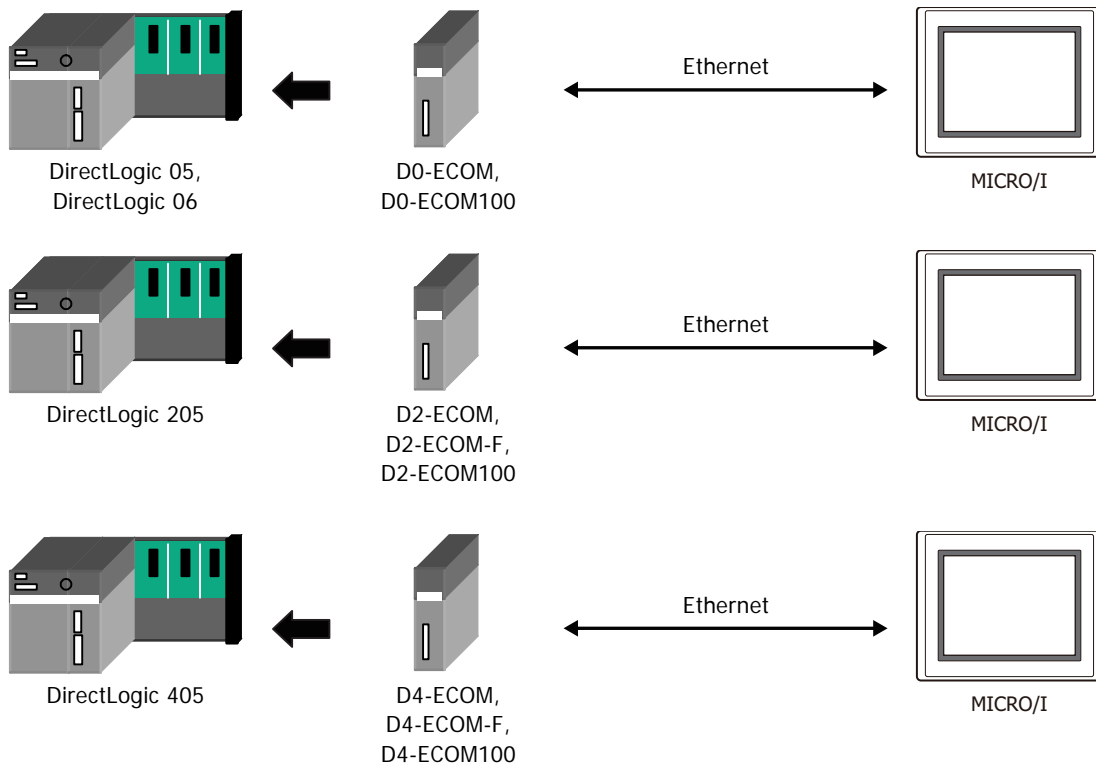 Ethernet
DirectLogic 05,
DirectLogic 06
D0-ECOM,
D0-ECOM100
MICRO/I
Ethernet
DirectLogic 205
D2-ECOM,
D2-ECOM-F,
D2-ECOM100
MICRO/I
Ethernet
DirectLogic 405
D4-ECOM,
D4-ECOM-F,
D4-ECOM100
MICRO/I